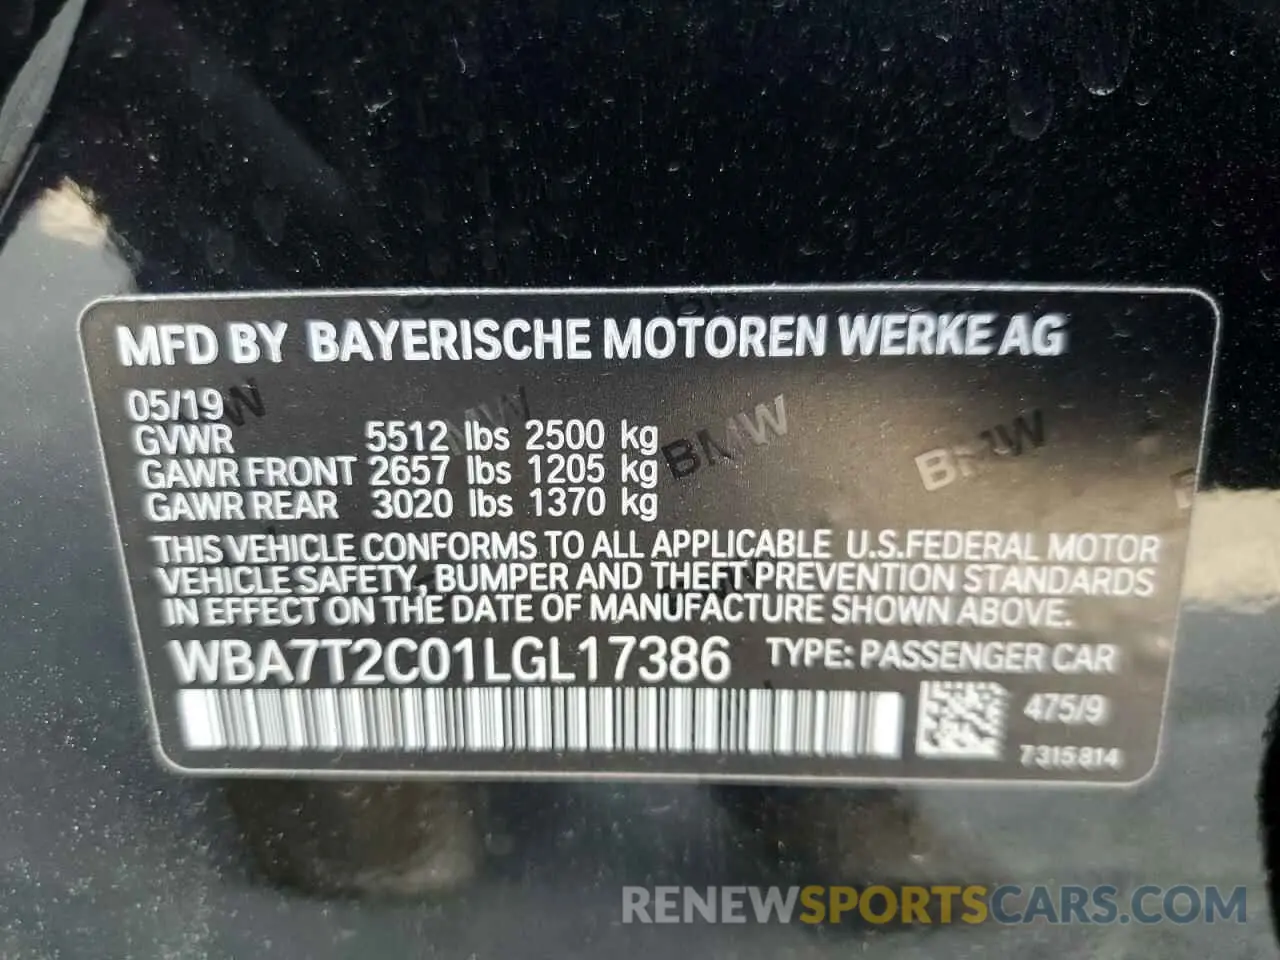 MFD BY BAYERISCHE MOTOREN WERKE AG
05/19
GVWR 5512 lbs 2500 kg
GAWR FRONT 2657 lbs 1205 kg
GAWR REAR 3020 lbs 1370 kg
THIS VEHICLE CONFORMS TO ALL APPLICABLE U.S.FEDERAL MOTOR
VEHICLE SAFETY, BUMPER AND THEFT PREVENTION STANDARDS
IN EFFECT ON THE DATE OF MANUFACTURE SHOWN ABOVE.
WBA7T2C01LGL17386 TYPE: PASSENGER CAR
475/9
7315814
BMW BMW
RENEWSPORTSCARS.COM